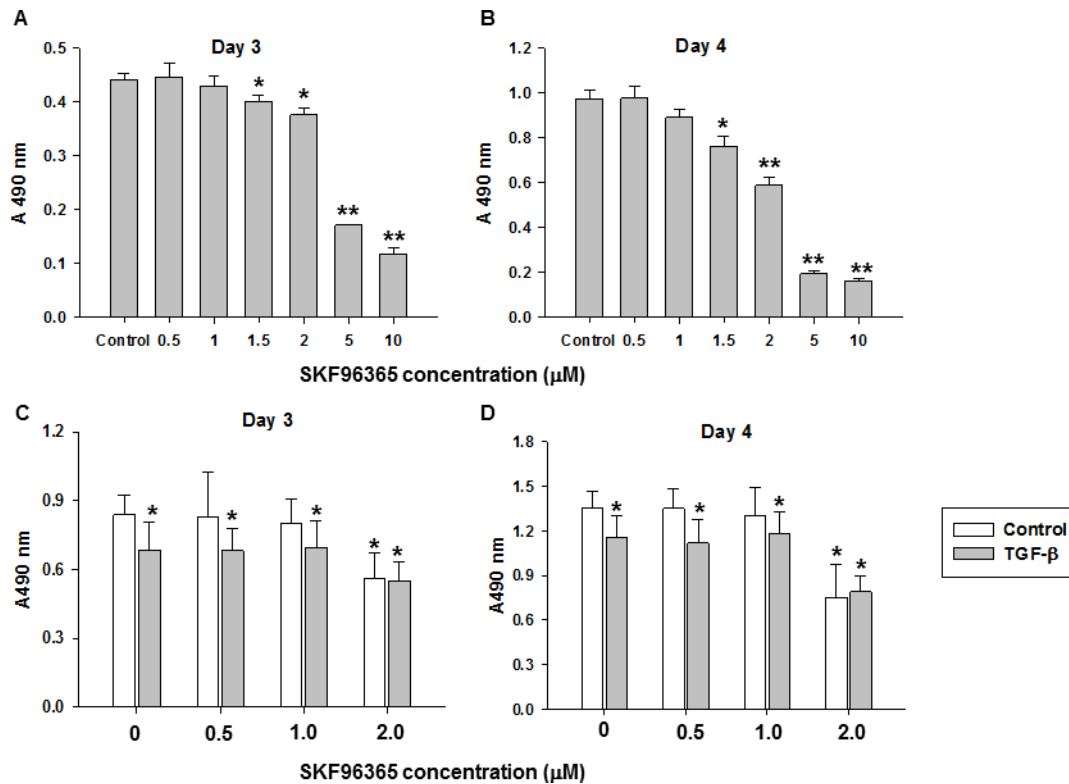 A
Day 3
0.5
0.4
0.3
0.2
0.1
0.0
A 490 nm
* * ** **
Control 0.5 1 1.5 2 5 10
B
Day 4
1.2
1.0
0.8
0.6
0.4
0.2
0.0
A 490 nm
* ** ** **
Control 0.5 1 1.5 2 5 10
SKF96365 concentration (μM)
C
Day 3
1.2
0.9
0.6
0.3
0.0
A490 nm
* * * * *
0 0.5 1.0 2.0
D
Day 4
1.8
1.5
1.2
0.9
0.6
0.3
0.0
A490 nm
* * * * *
0 0.5 1.0 2.0
Control
TGF-β
SKF96365 concentration (μM)